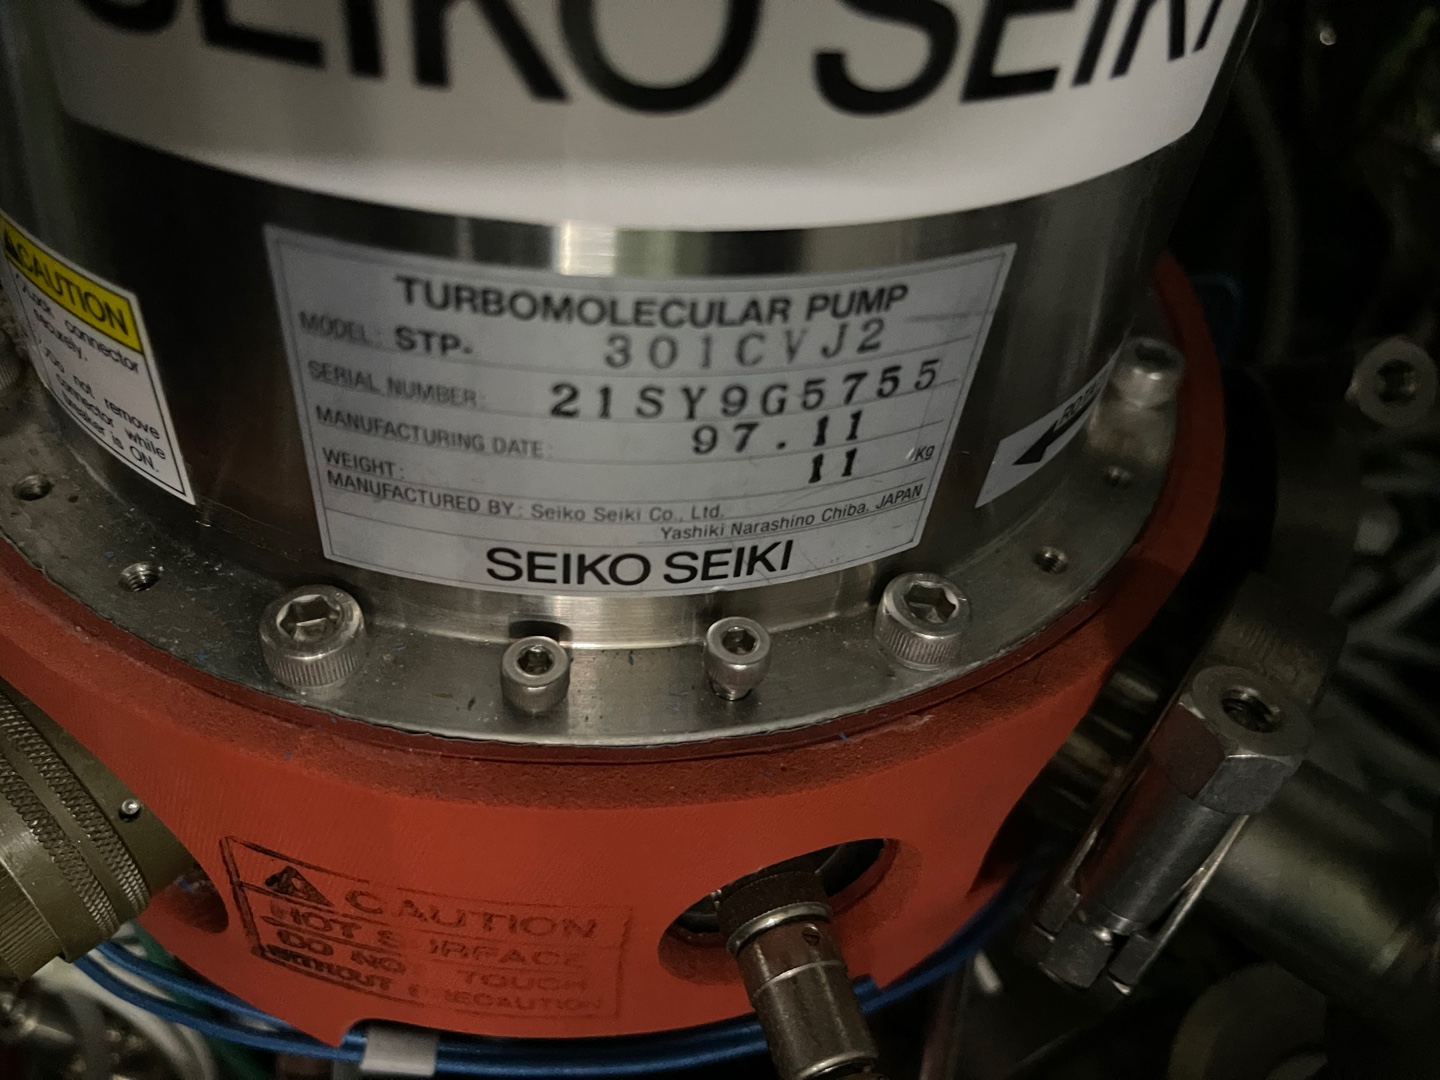 SEIKO SEIKI
CAUTION
connector
securely.
Do not remove
connector while
breaker is ON.
TURBOMOLECULAR PUMP
MODEL: STP- 301CVJ2
SERIAL NUMBER: 21SY9G5755
MANUFACTURING DATE: 97.11
WEIGHT: 11 Kg
MANUFACTURED BY: Seiko Seiki Co., Ltd.
Yashiki Narashino Chiba, JAPAN
SEIKO SEIKI
CAUTION
HOT SURFACE
DO NOT TOUCH
WITHOUT PRECAUTION